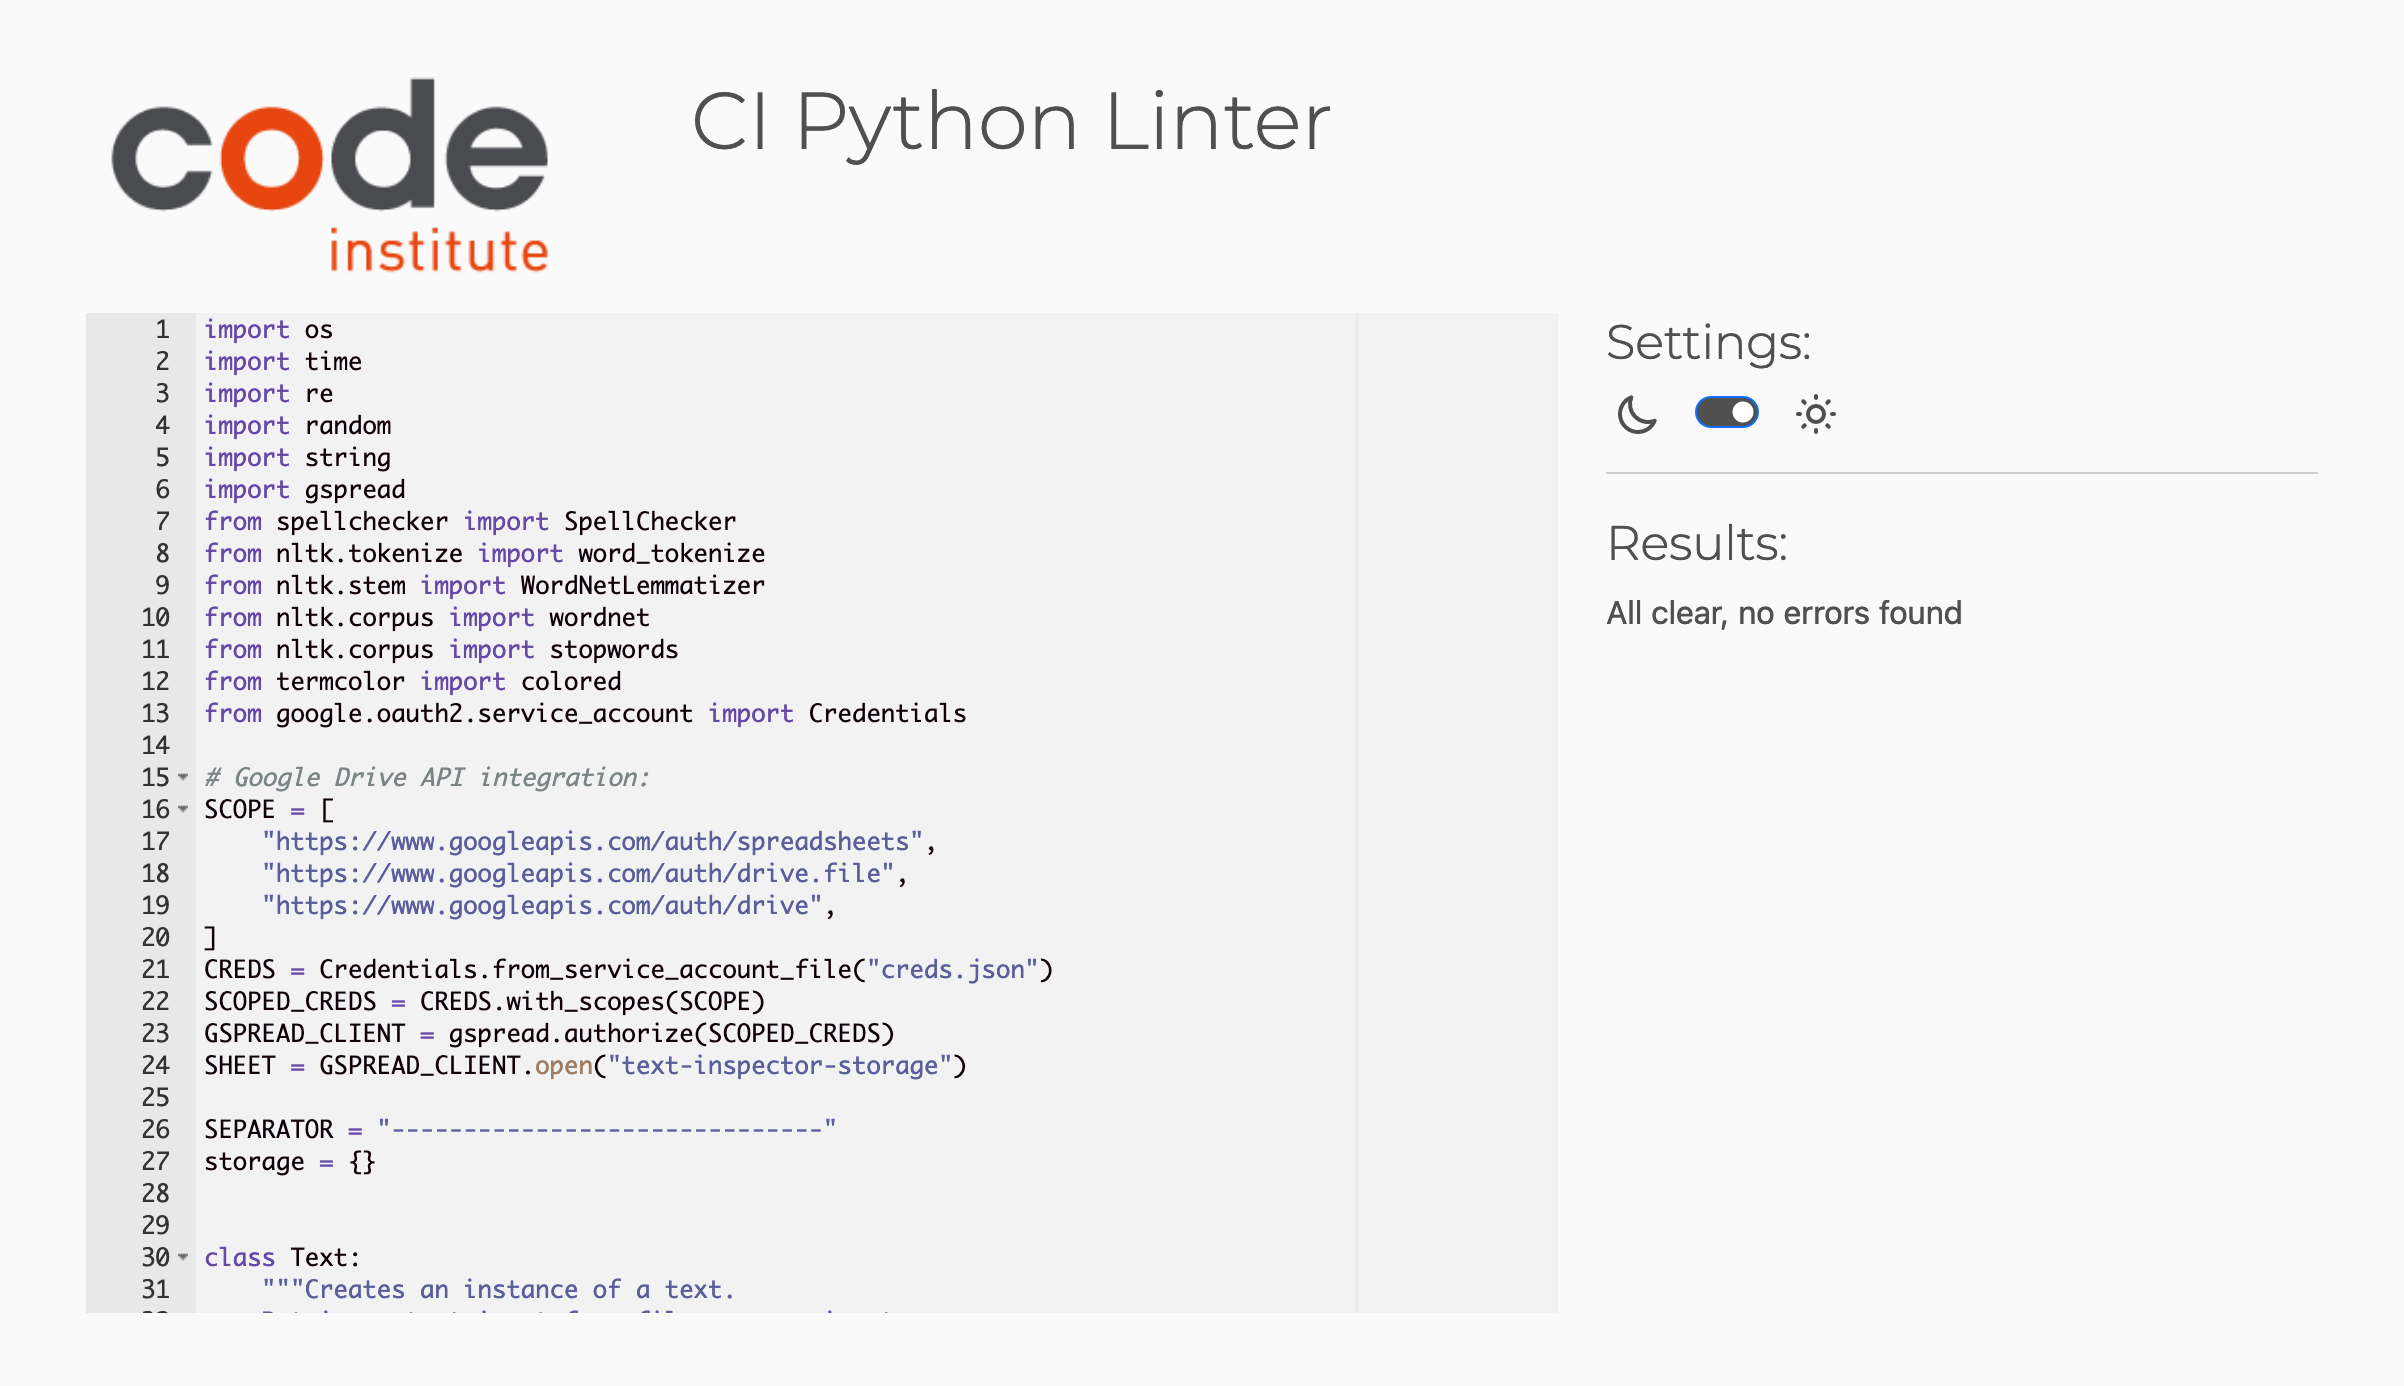 code
institute
CI Python Linter
1 import os
2 import time
3 import re
4 import random
5 import string
6 import gspread
7 from spellchecker import SpellChecker
8 from nltk.tokenize import word_tokenize
9 from nltk.stem import WordNetLemmatizer
10 from nltk.corpus import wordnet
11 from nltk.corpus import stopwords
12 from termcolor import colored
13 from google.oauth2.service_account import Credentials
14
15 # Google Drive API integration:
16 SCOPE = [
17     "https://www.googleapis.com/auth/spreadsheets",
18     "https://www.googleapis.com/auth/drive.file",
19     "https://www.googleapis.com/auth/drive",
20 ]
21 CREDS = Credentials.from_service_account_file("creds.json")
22 SCOPED_CREDS = CREDS.with_scopes(SCOPE)
23 GSPREAD_CLIENT = gspread.authorize(SCOPED_CREDS)
24 SHEET = GSPREAD_CLIENT.open("text-inspector-storage")
25
26 SEPARATOR = "------------------------------"
27 storage = {}
28
29
30 class Text:
31     """Creates an instance of a text.
Settings:
Results:
All clear, no errors found